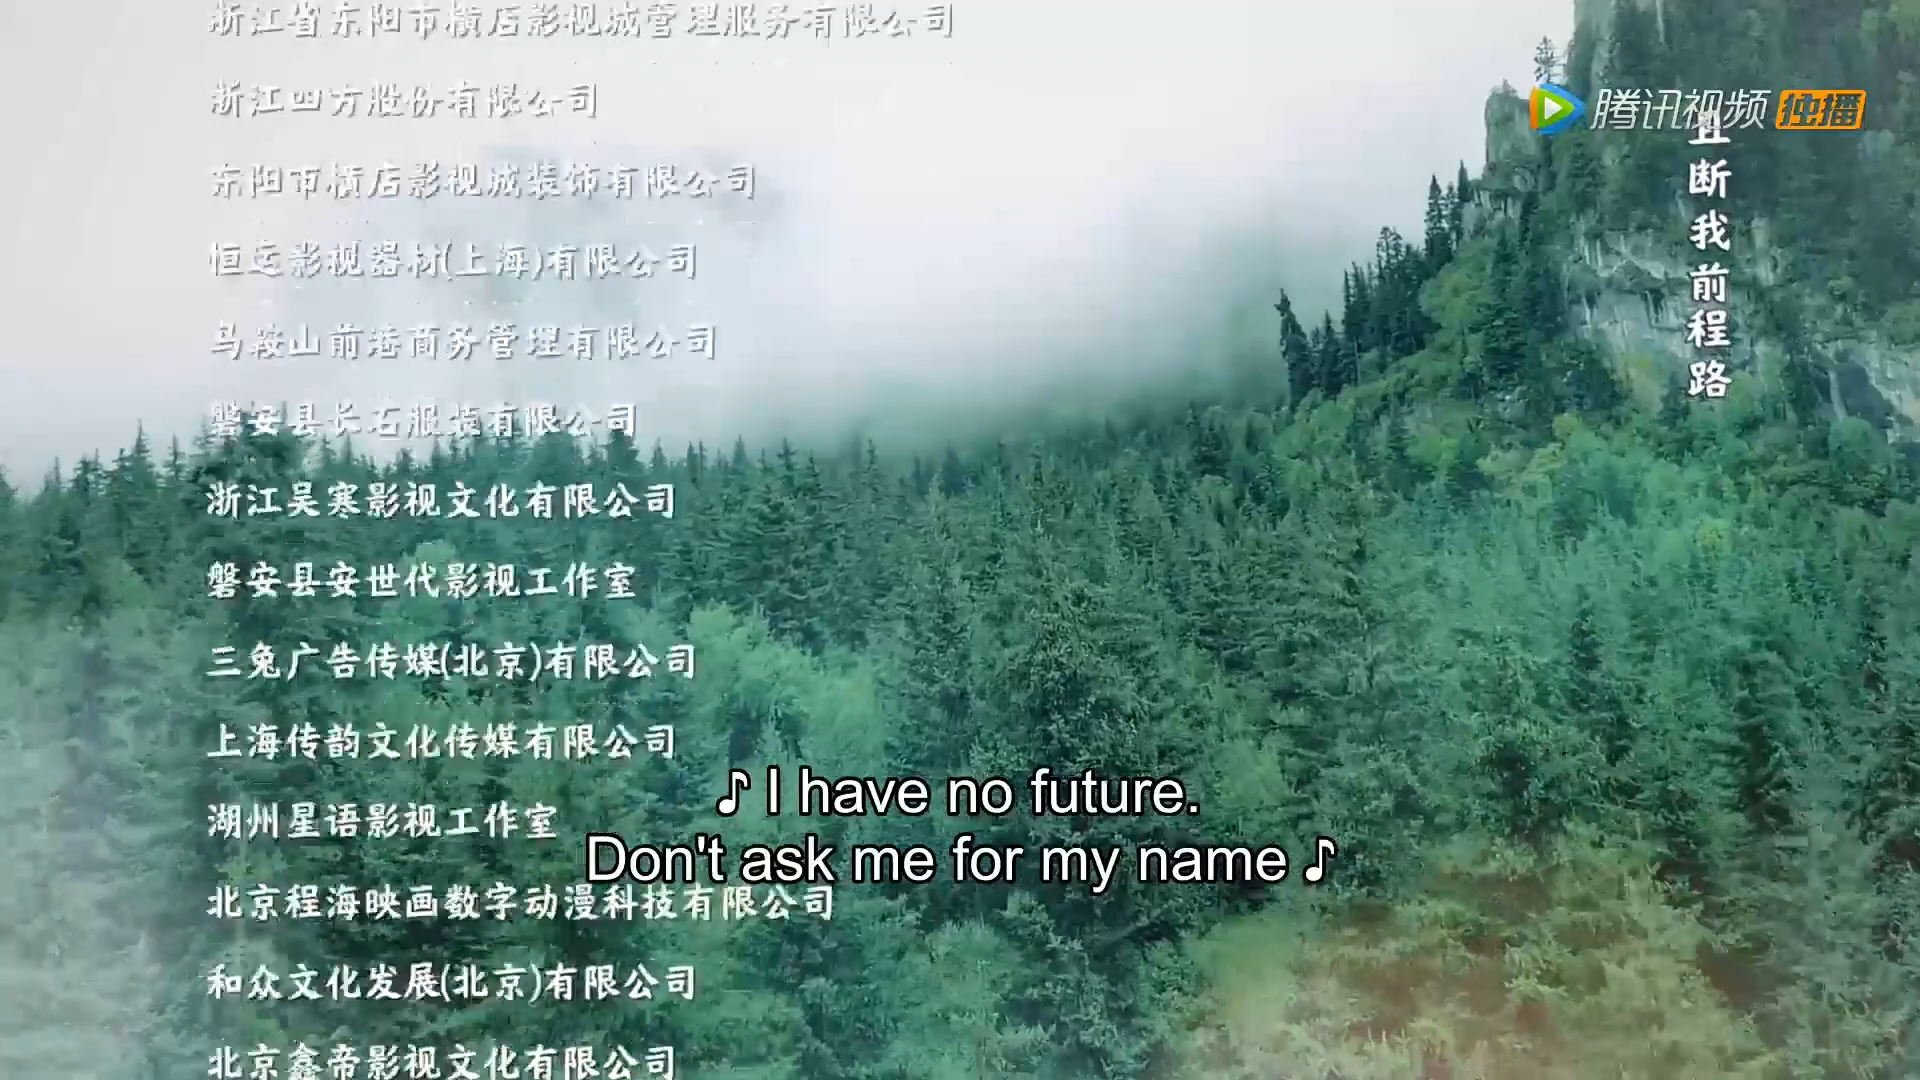 浙江省东阳市横店影视城管理服务有限公司
浙江四方股份有限公司
东阳市横店影视城装饰有限公司
恒运影视器材(上海)有限公司
马鞍山前港商务管理有限公司
磐安县长石服装有限公司
浙江吴寒影视文化有限公司
磐安县安世代影视工作室
三兔广告传媒(北京)有限公司
上海传韵文化传媒有限公司
湖州星语影视工作室
北京程海映画数字动漫科技有限公司
和众文化发展(北京)有限公司
北京鑫帝影视文化有限公司
腾讯视频 独播
且断我前程路
♪ I have no future.
Don't ask me for my name ♪